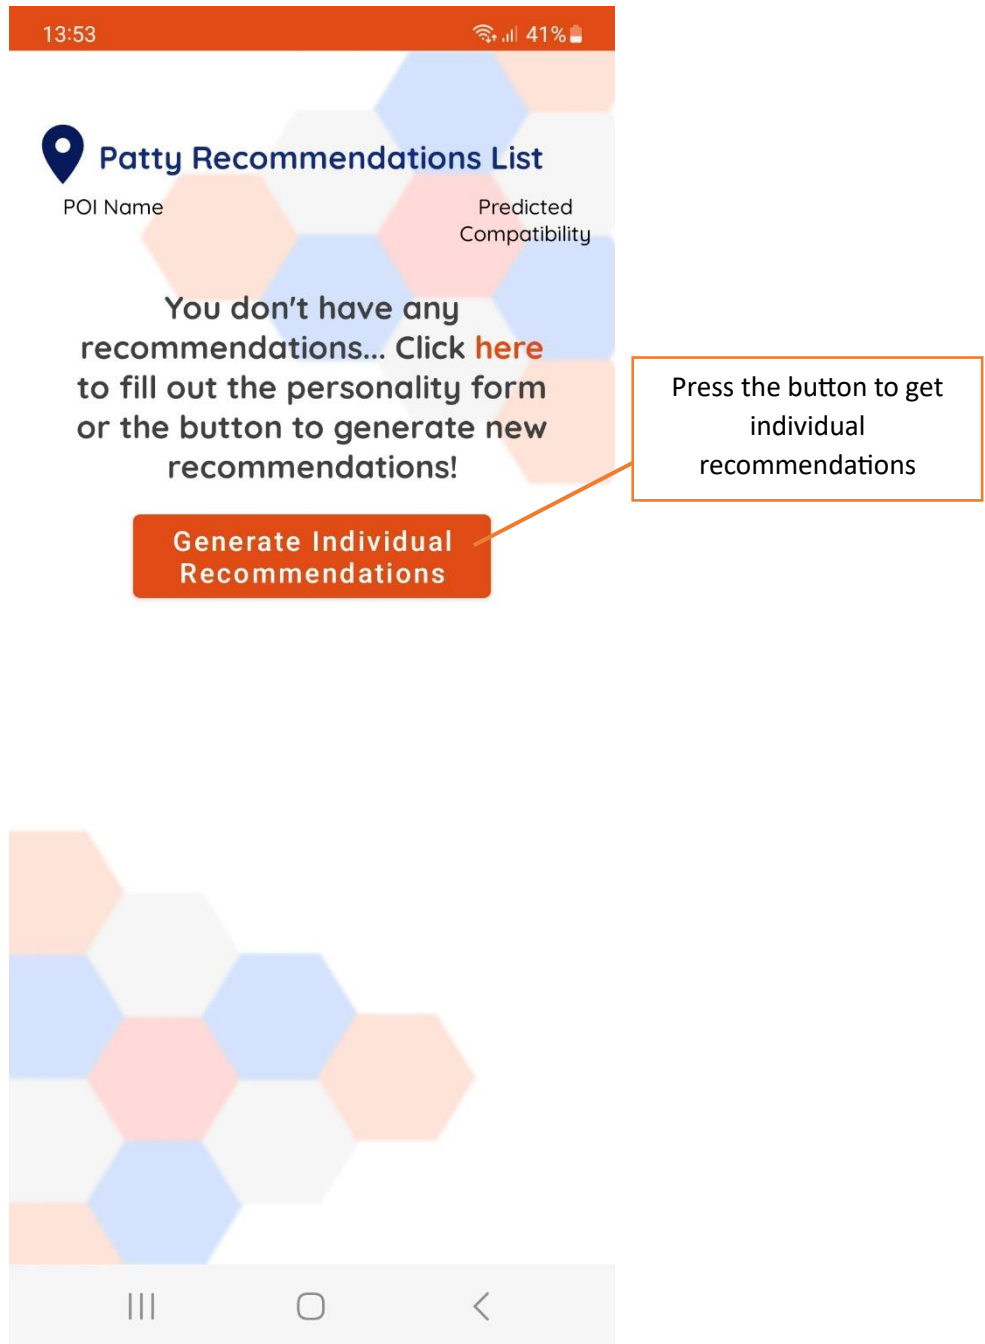 13:53
41%
Patty Recommendations List
POI Name
Predicted
Compatibility
You don't have any
recommendations... Click here
to fill out the personality form
or the button to generate new
recommendations!
Generate Individual
Recommendations
Press the button to get
individual
recommendations